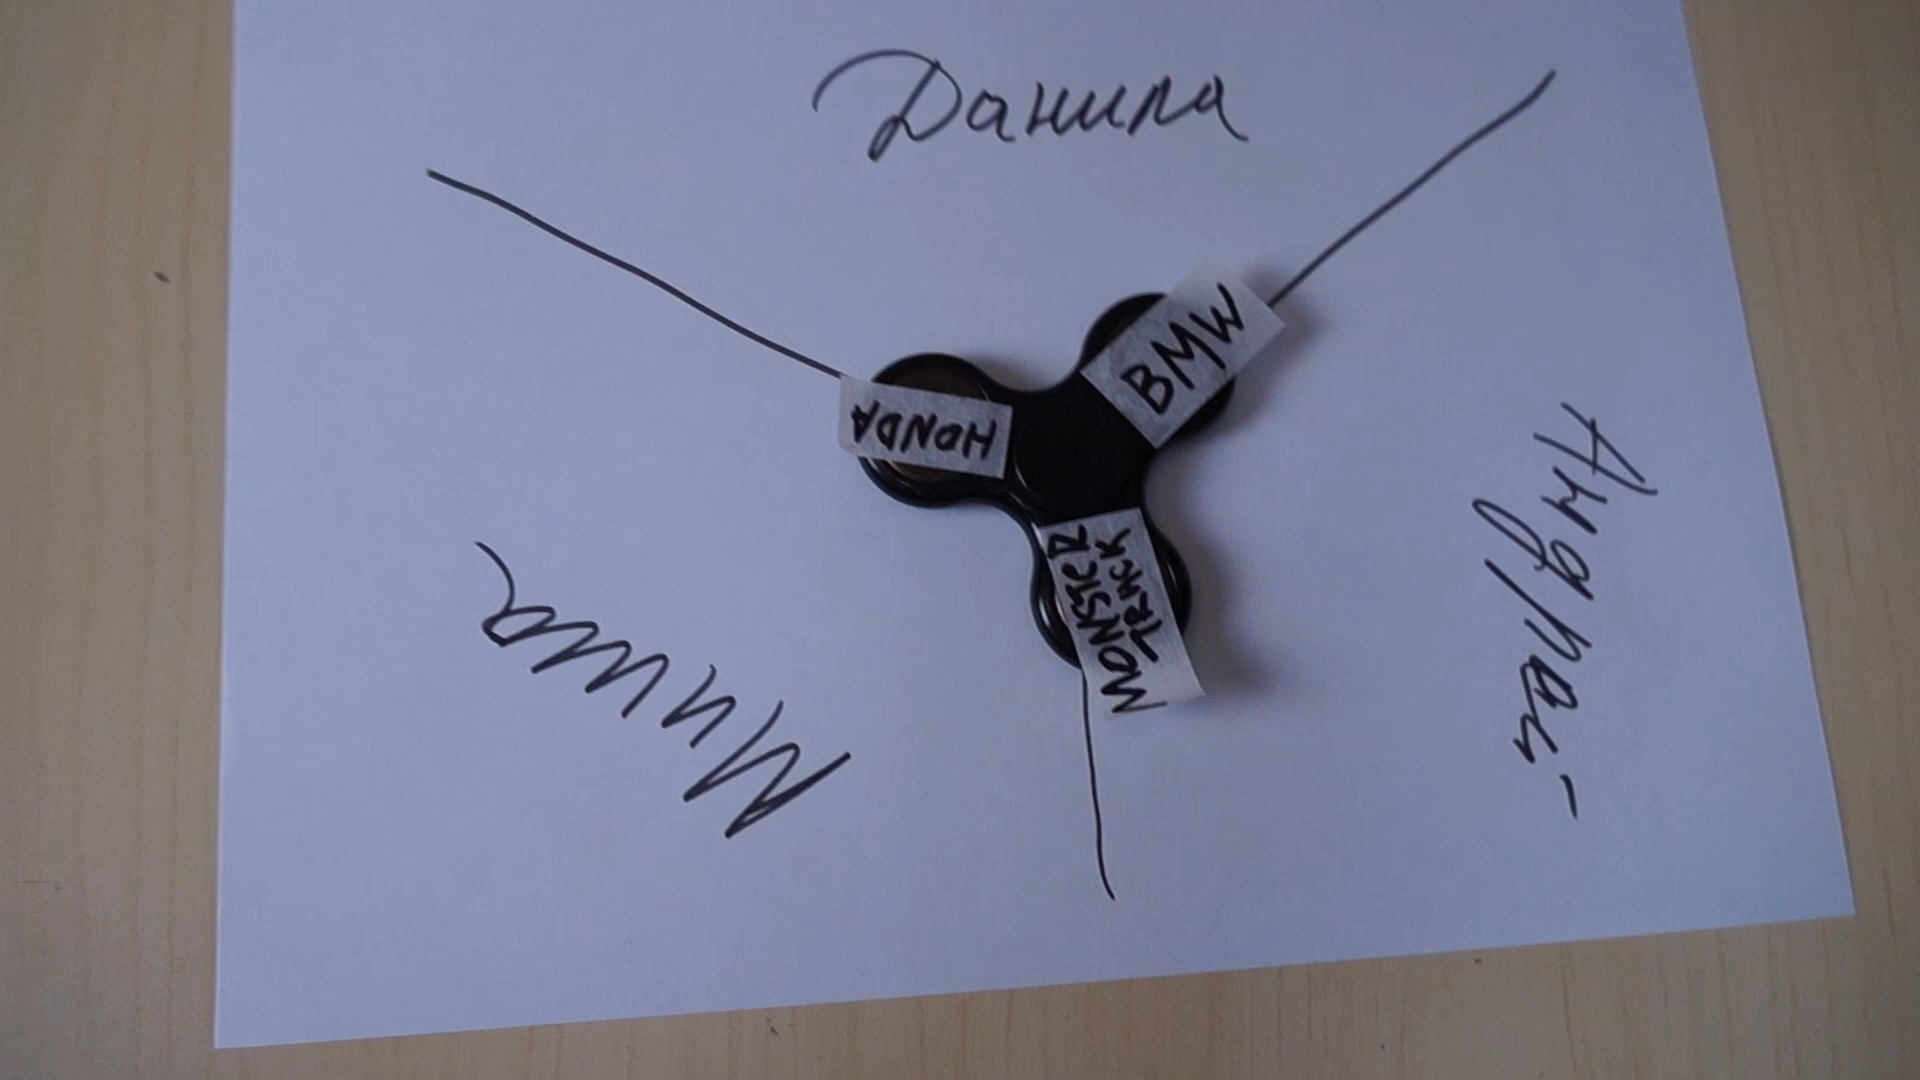 Данила
BMW
HONDA
MONSTER
TRUCK
Андрей
Миша